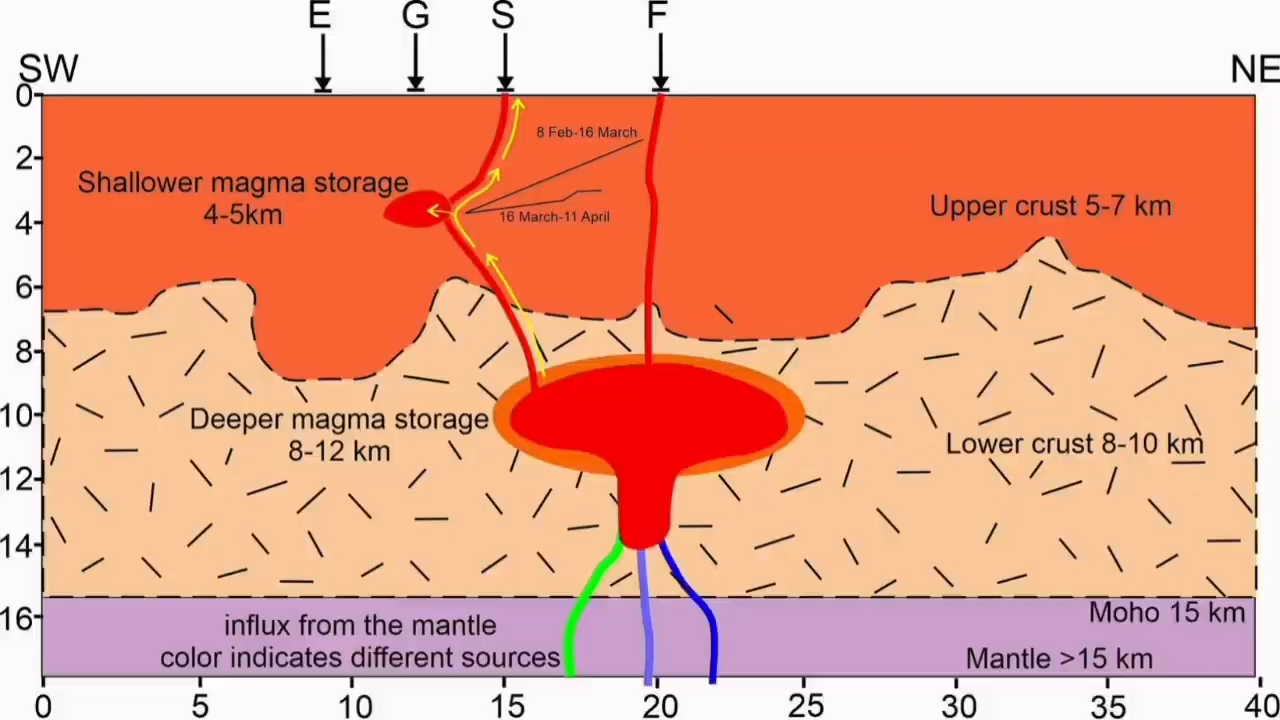 E G S F
SW NE
0
8 Feb-16 March
2
Shallower magma storage
4-5km
Upper crust 5-7 km
4
16 March-11 April
6
8
10
Deeper magma storage
8-12 km
Lower crust 8-10 km
12
14
16
Moho 15 km
influx from the mantle
color indicates different sources
Mantle >15 km
0 5 10 15 20 25 30 35 40